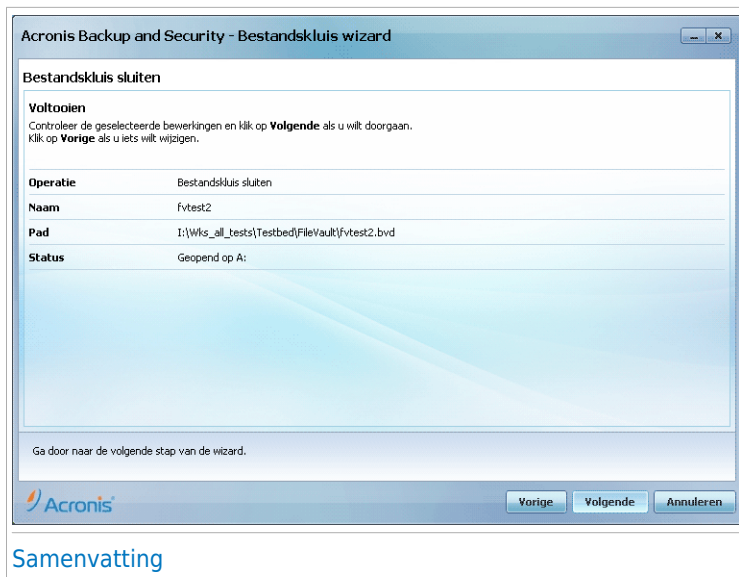 Acronis Backup and Security - Bestandskluis wizard
Bestandskluis sluiten
Voltooien
Controleer de geselecteerde bewerkingen en klik op Volgende als u wilt doorgaan.
Klik op Vorige als u iets wilt wijzigen.
Operatie Bestandskluis sluiten
Naam fvtest2
Pad I:\Wks_all_tests\Testbed\FileVault\fvtest2.bvd
Status Geopend op A:
Ga door naar de volgende stap van de wizard.
Acronis
Vorige Volgende Annuleren
Samenvatting